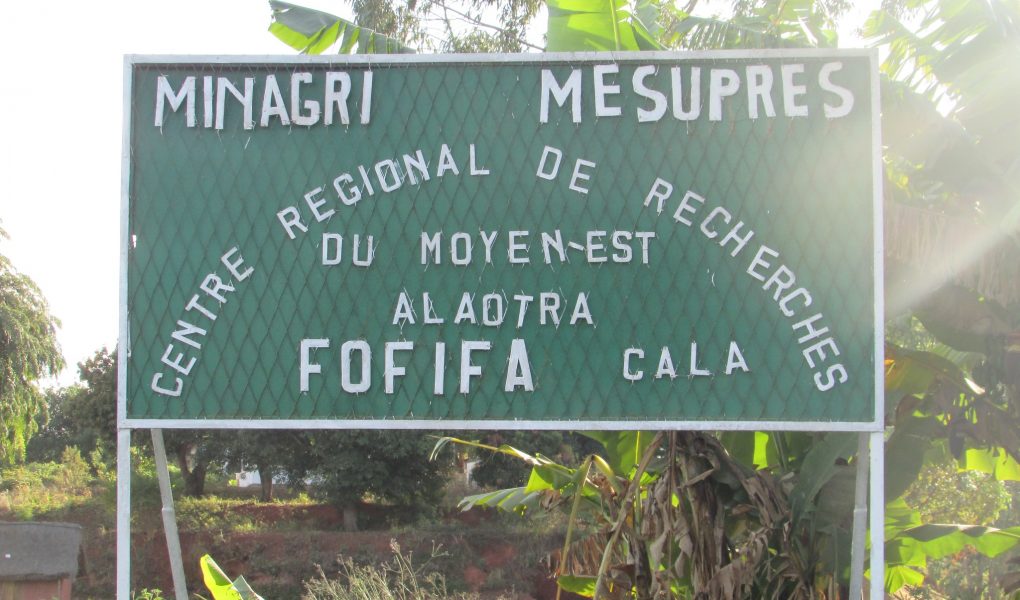 MINAGRI MESUPRES
CENTRE REGIONAL DE RECHERCHES
DU MOYEN-EST
ALAOTRA
FOFIFA CALA